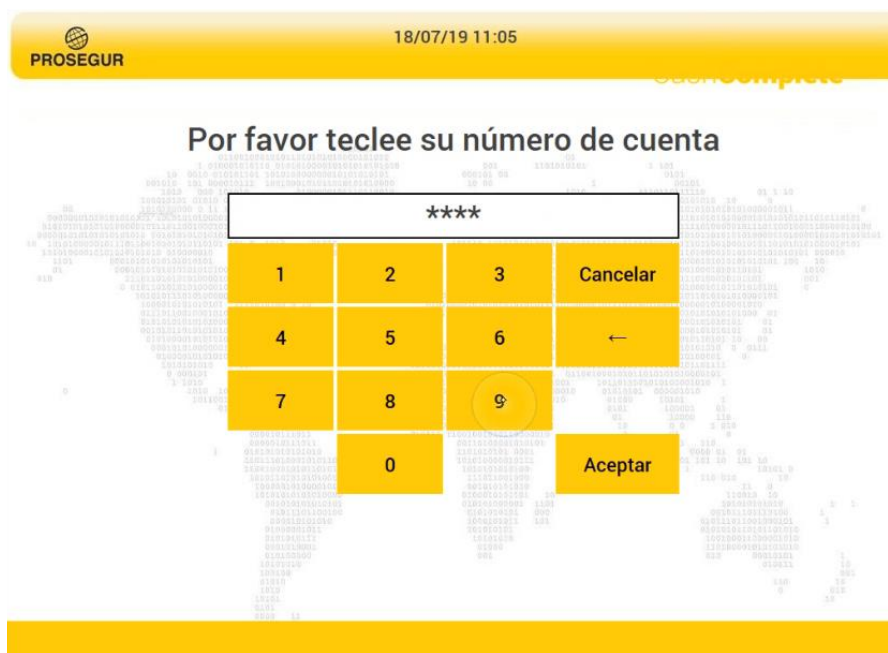 PROSEGUR
18/07/19 11:05
Por favor teclee su número de cuenta
****
1 2 3 Cancelar
4 5 6 ←
7 8 9
0 Aceptar